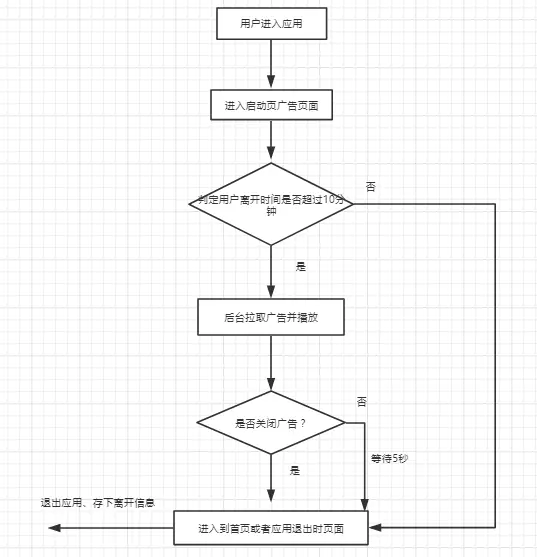 用户进入应用
进入启动页广告页面
判定用户离开时间是否超过10分
钟
否
是
后台拉取广告并播放
是否关闭广告？
否
等待5秒
是
退出应用、存下离开信息
进入到首页或者应用退出时页面